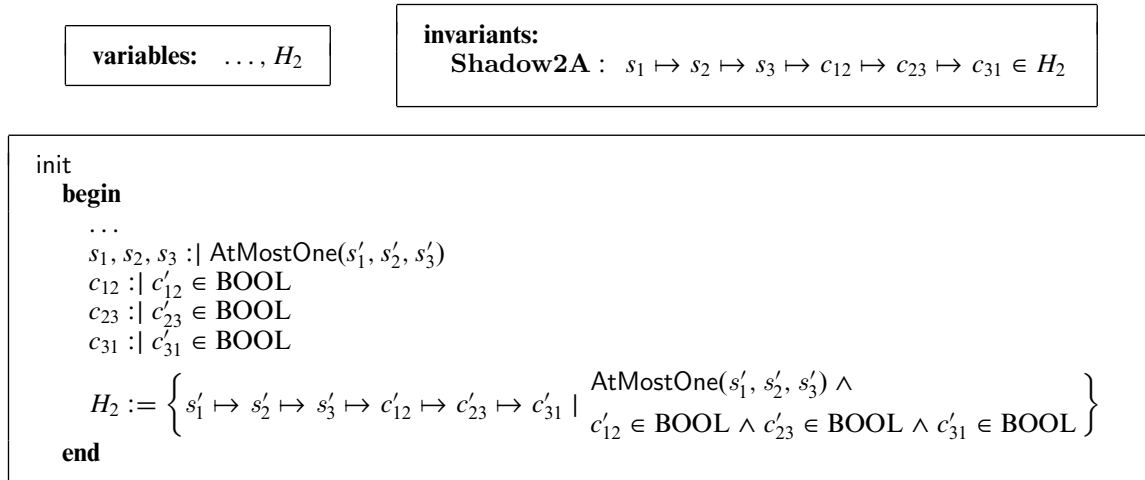 variables: … , H₂
invariants:
Shadow2A : s₁ ↦ s₂ ↦ s₃ ↦ c₁₂ ↦ c₂₃ ↦ c₃₁ ∈ H₂
init
begin
…
s₁, s₂, s₃ :| AtMostOne(s′₁, s′₂, s′₃)
c₁₂ :| c′₁₂ ∈ BOOL
c₂₃ :| c′₂₃ ∈ BOOL
c₃₁ :| c′₃₁ ∈ BOOL
H₂ := { s′₁ ↦ s′₂ ↦ s′₃ ↦ c′₁₂ ↦ c′₂₃ ↦ c′₃₁ | AtMostOne(s′₁, s′₂, s′₃) ∧
c′₁₂ ∈ BOOL ∧ c′₂₃ ∈ BOOL ∧ c′₃₁ ∈ BOOL }
end